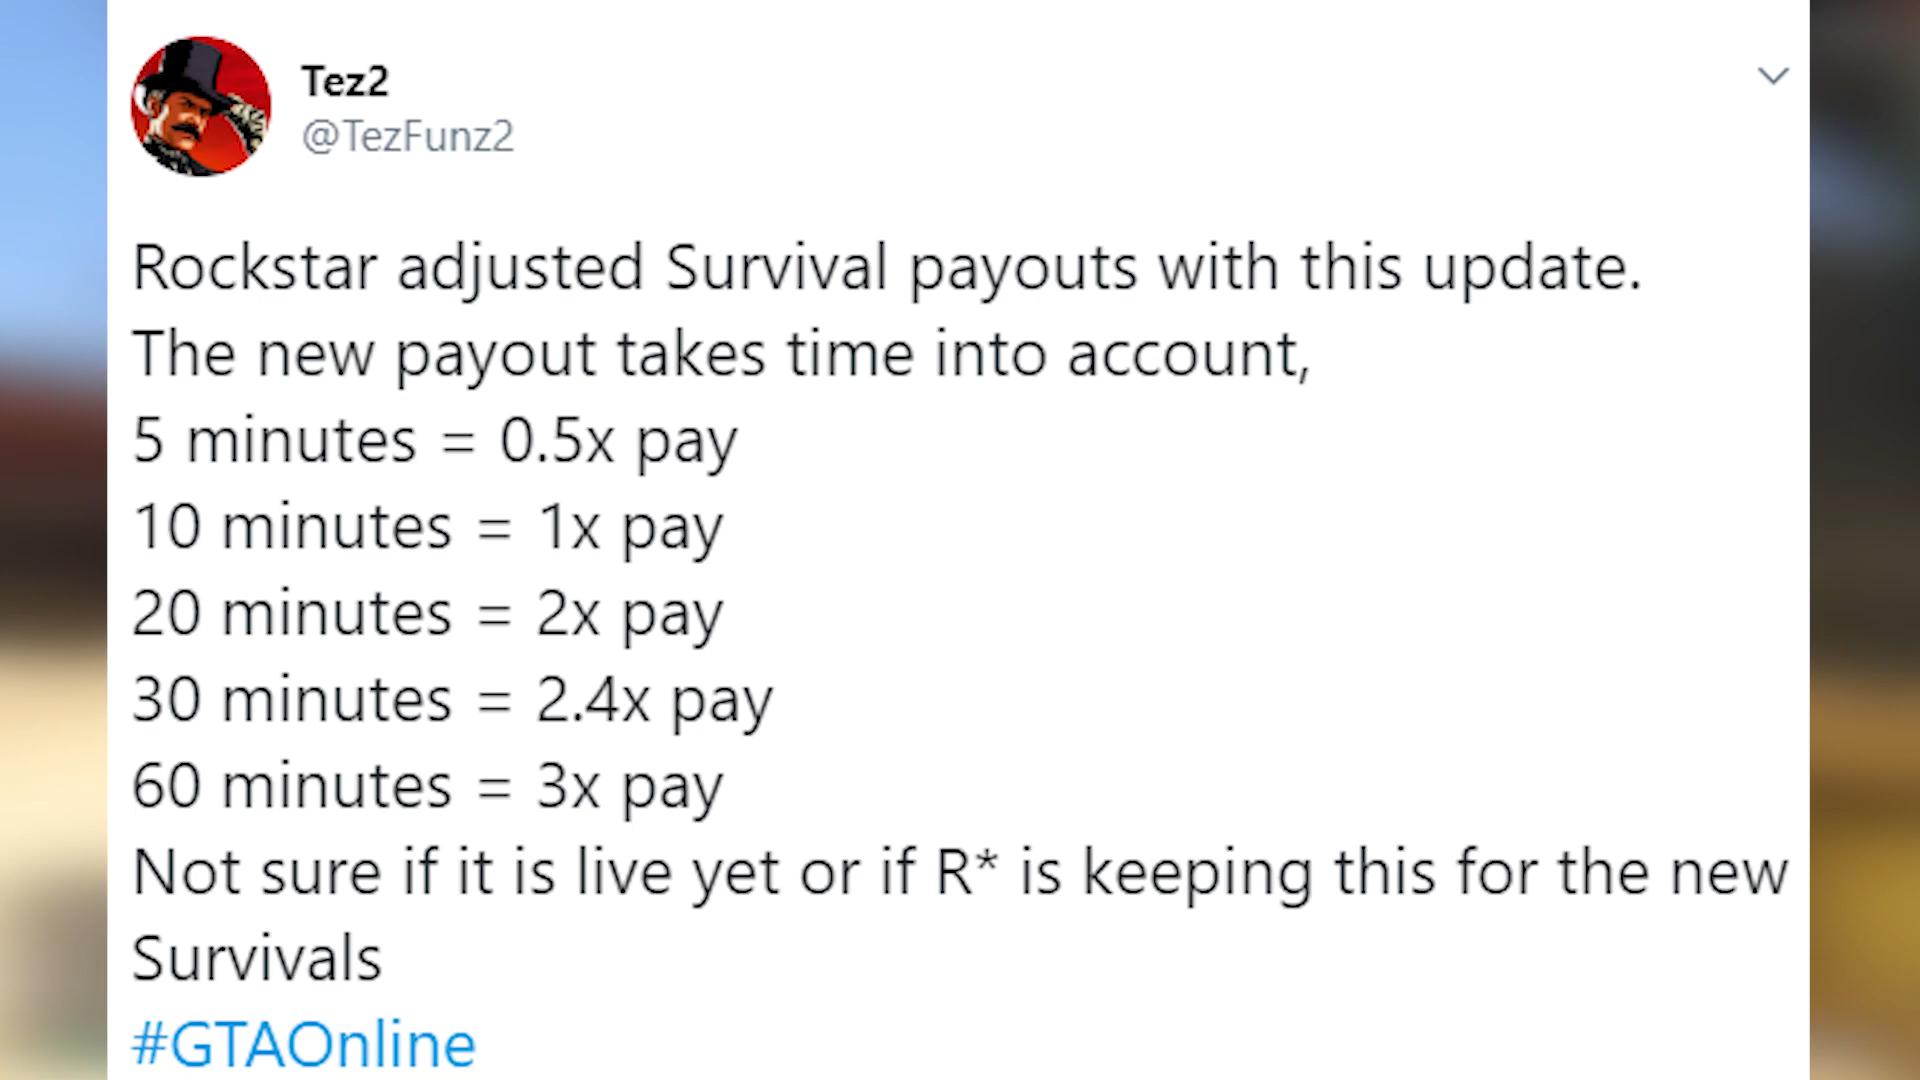 Tez2
@TezFunz2
Rockstar adjusted Survival payouts with this update.
The new payout takes time into account,
5 minutes = 0.5x pay
10 minutes = 1x pay
20 minutes = 2x pay
30 minutes = 2.4x pay
60 minutes = 3x pay
Not sure if it is live yet or if R* is keeping this for the new
Survivals
#GTAOnline